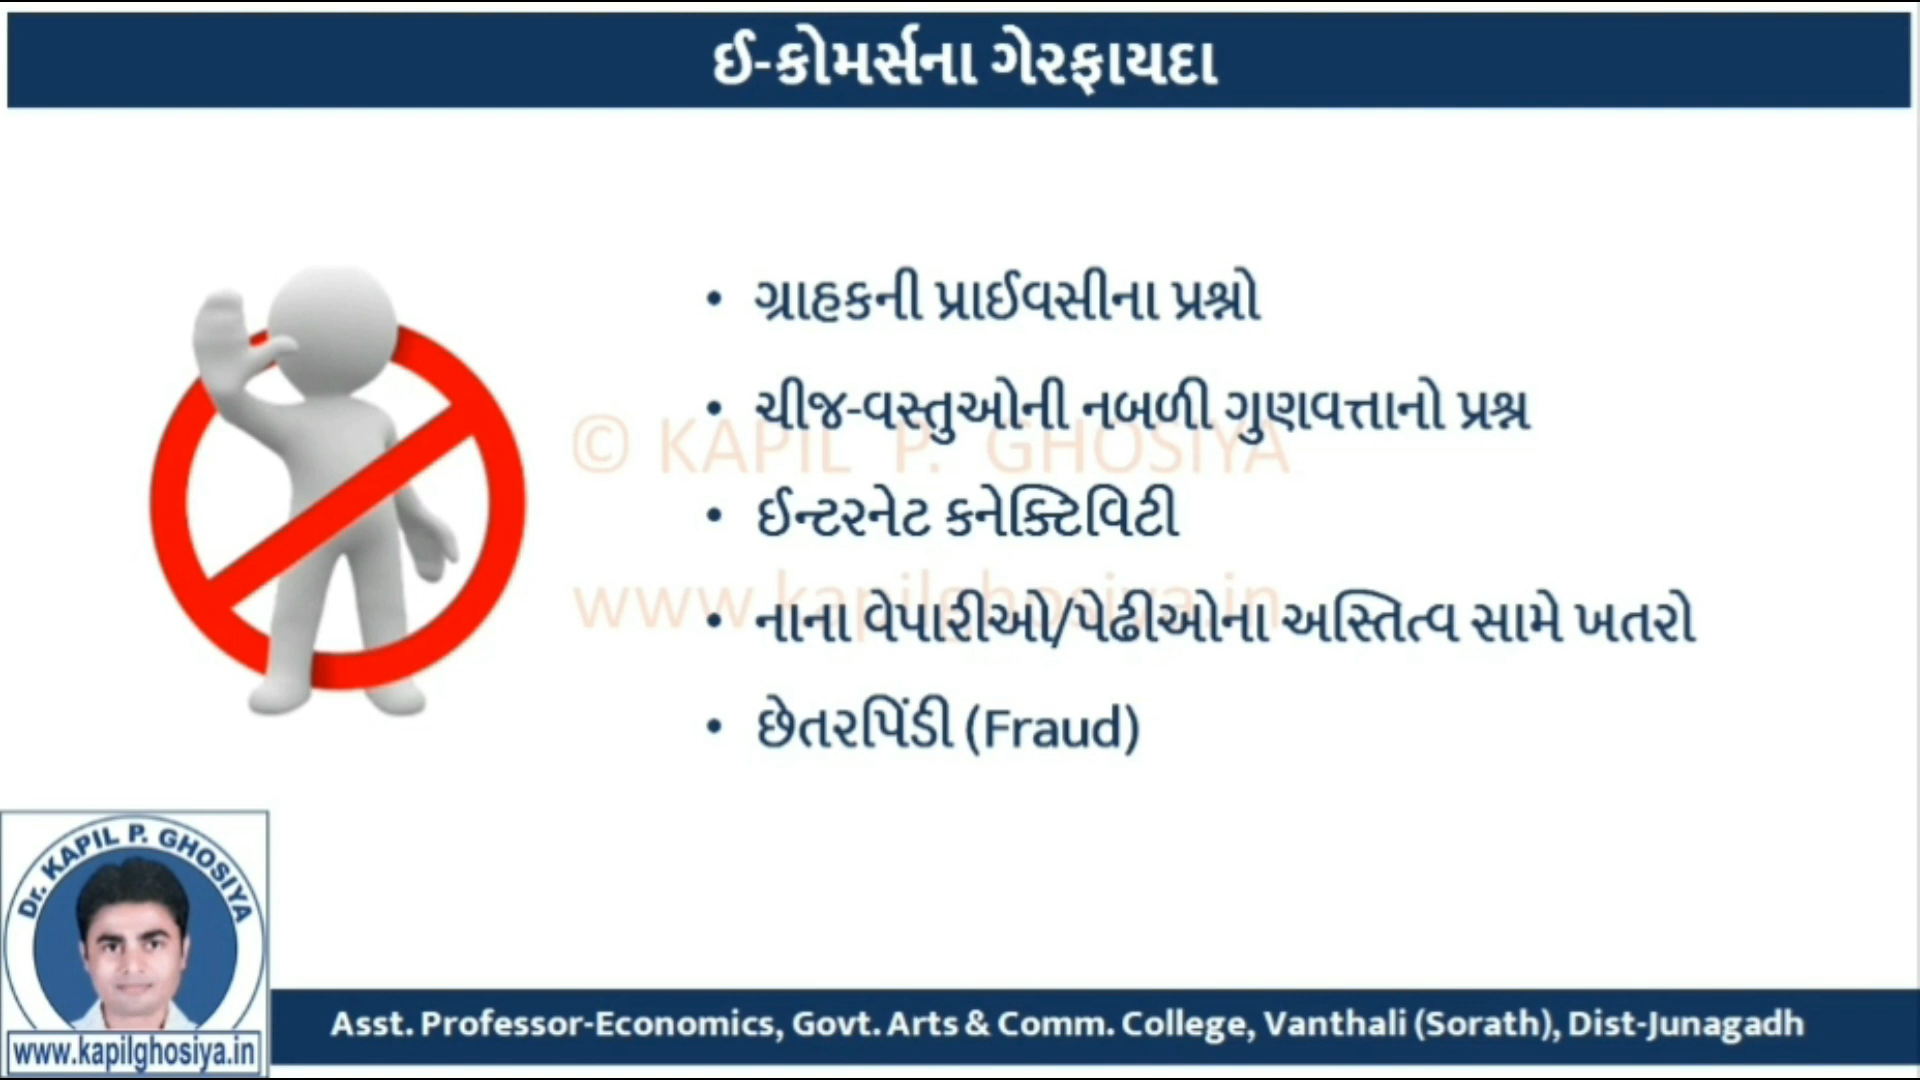 ઈ-કોમર્સના ગેરફાયદા
• ગ્રાહકની પ્રાઈવસીના પ્રશ્નો
• ચીજ-વસ્તુઓની નબળી ગુણવત્તાનો પ્રશ્ન
© KAPIL P. GHOSIYA
• ઈન્ટરનેટ કનેક્ટિવિટી
www.kapilghosiya.in
• નાના વેપારીઓ/પેઢીઓના અસ્તિત્વ સામે ખતરો
• છેતરપિંડી (Fraud)
Dr. KAPIL P. GHOSIYA
www.kapilghosiya.in
Asst. Professor-Economics, Govt. Arts & Comm. College, Vanthali (Sorath), Dist-Junagadh